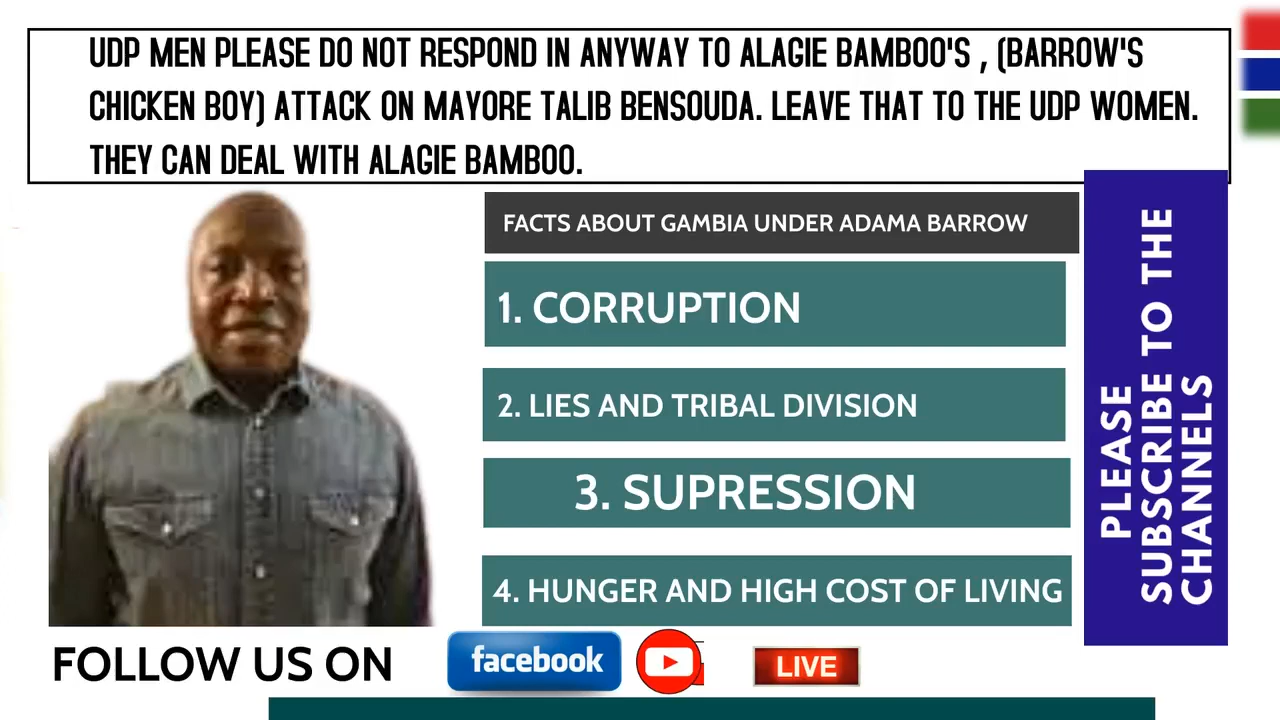 UDP MEN PLEASE DO NOT RESPOND IN ANYWAY TO ALAGIE BAMBOO'S , (BARROW'S
CHICKEN BOY) ATTACK ON MAYORE TALIB BENSOUDA. LEAVE THAT TO THE UDP WOMEN.
THEY CAN DEAL WITH ALAGIE BAMBOO.
FACTS ABOUT GAMBIA UNDER ADAMA BARROW
1. CORRUPTION
2. LIES AND TRIBAL DIVISION
3. SUPRESSION
4. HUNGER AND HIGH COST OF LIVING
PLEASE
SUBSCRIBE TO THE
CHANNELS
FOLLOW US ON
facebook
LIVE